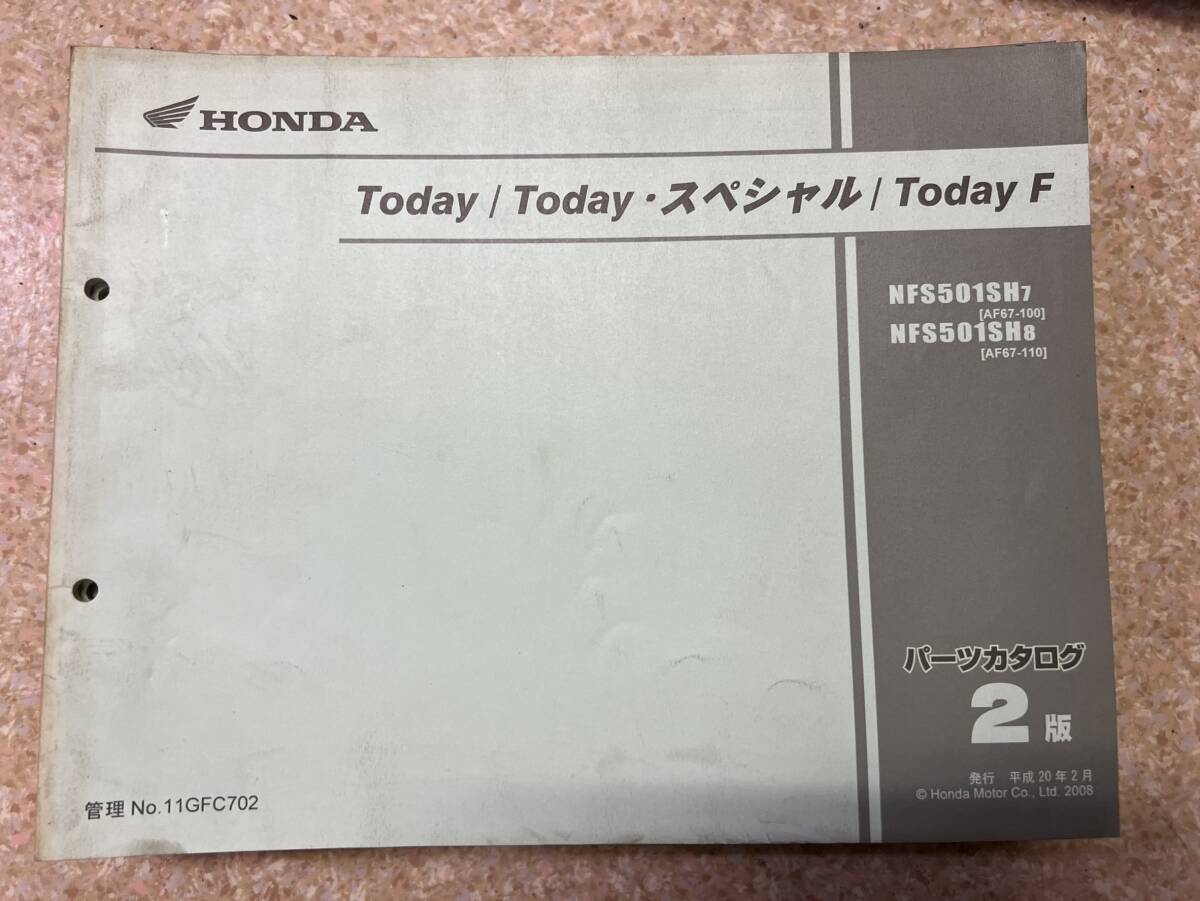 HONDA
Today / Today・スペシャル / Today F
NFS501SH7
[AF67-100]
NFS501SH8
[AF67-110]
パーツカタログ
2版
発行 平成20年2月
© Honda Motor Co., Ltd. 2008
管理 No.11GFC702